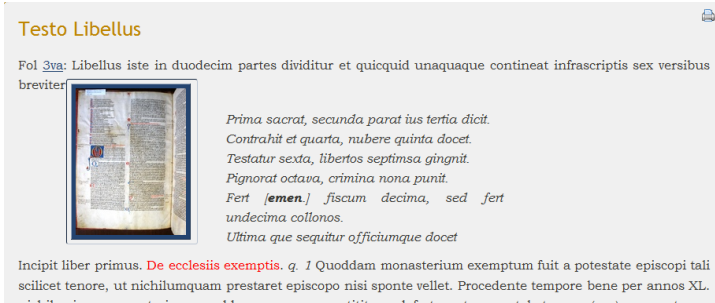 Testo Libellus
Fol 3va: Libellus iste in duodecim partes dividitur et quicquid unaquaque contineat infrascriptis sex versibus
breviter
Prima sacrat, secunda parat ius tertia dicit.
Contrahit et quarta, nubere quinta docet.
Testatur sexta, libertos septimsa gingnit.
Pignorat octava, crimina nona punit.
Fert [emen.] fiscum decima, sed fert
undecima collonos.
Ultima que sequitur officiumque docet
Incipit liber primus. De ecclesiis exemptis. q. 1 Quoddam monasterium exemptum fuit a potestate episcopi tali
scilicet tenore, ut nichilumquam prestaret episcopo nisi sponte vellet. Procedente tempore bene per annos XL.